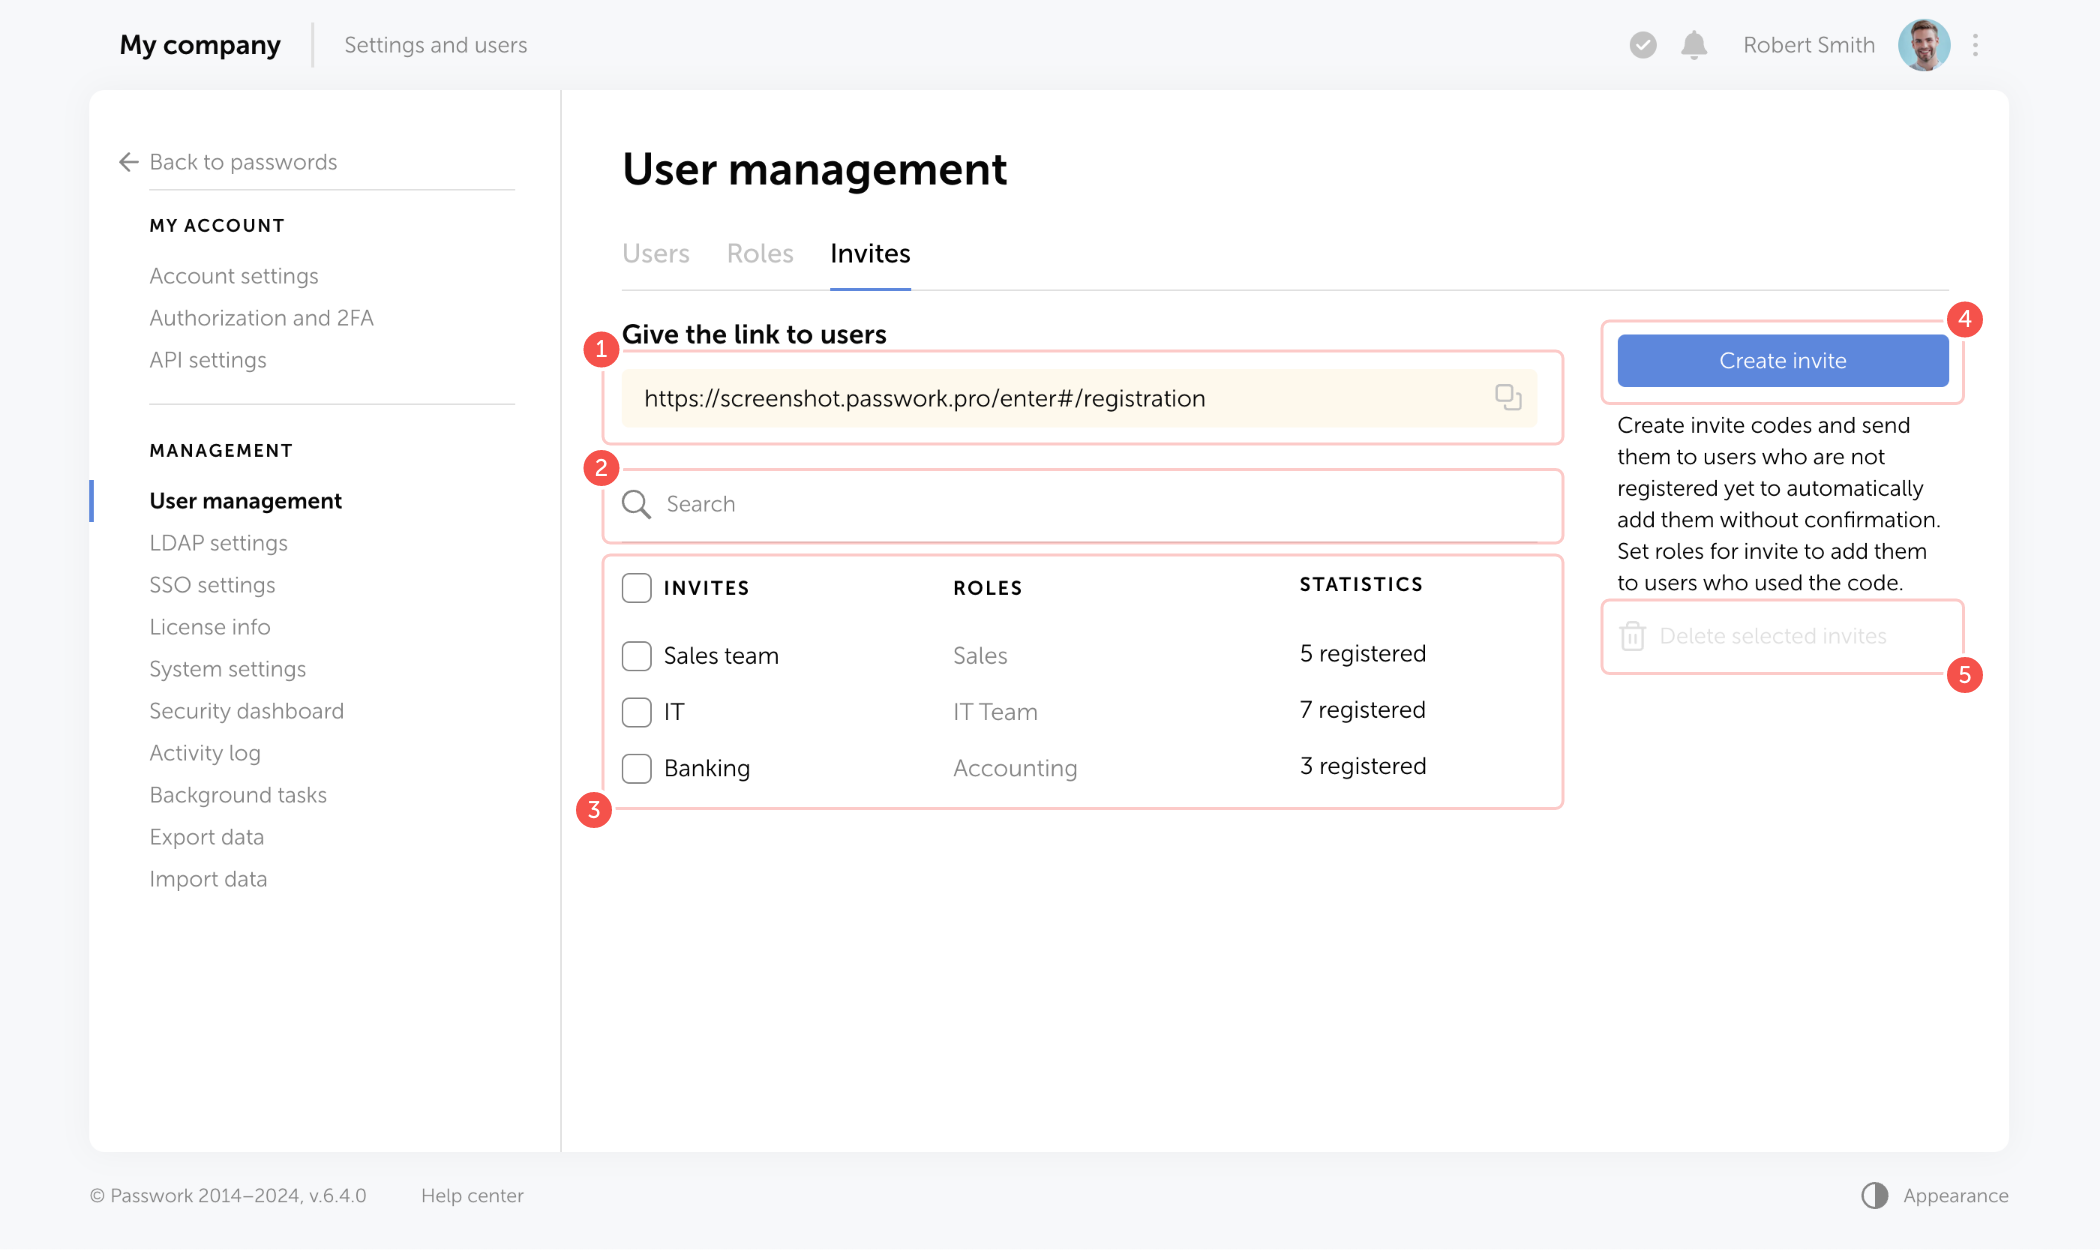 My company
Settings and users
Robert Smith
Back to passwords
MY ACCOUNT
Account settings
Authorization and 2FA
API settings
MANAGEMENT
User management
LDAP settings
SSO settings
License info
System settings
Security dashboard
Activity log
Background tasks
Export data
Import data
User management
Users Roles Invites
Give the link to users
1
https://screenshot.passwork.pro/enter#/registration
2
Search
INVITES ROLES STATISTICS
Sales team Sales 5 registered
IT IT Team 7 registered
Banking Accounting 3 registered
3
4
Create invite
Create invite codes and send
them to users who are not
registered yet to automatically
add them without confirmation.
Set roles for invite to add them
to users who used the code.
Delete selected invites
5
© Passwork 2014–2024, v.6.4.0
Help center
Appearance